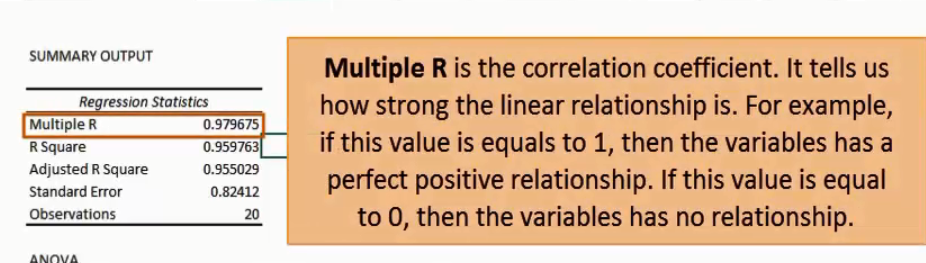 SUMMARY OUTPUT
Regression Statistics
Multiple R 0.979675
R Square 0.959763
Adjusted R Square 0.955029
Standard Error 0.82412
Observations 20
ANOVA
Multiple R is the correlation coefficient. It tells us
how strong the linear relationship is. For example,
if this value is equals to 1, then the variables has a
perfect positive relationship. If this value is equal
to 0, then the variables has no relationship.